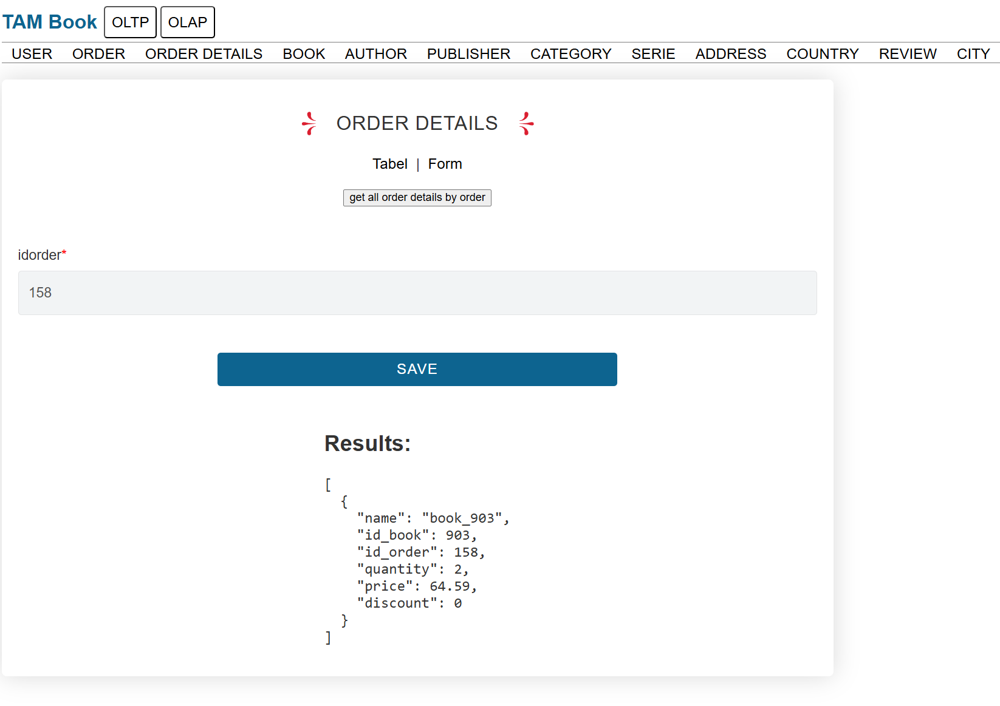 TAM Book OLTP OLAP
USER ORDER ORDER DETAILS BOOK AUTHOR PUBLISHER CATEGORY SERIE ADDRESS COUNTRY REVIEW CITY
ORDER DETAILS
Tabel | Form
get all order details by order
idorder*
158
SAVE
Results:
[
  {
    "name": "book_903",
    "id_book": 903,
    "id_order": 158,
    "quantity": 2,
    "price": 64.59,
    "discount": 0
  }
]